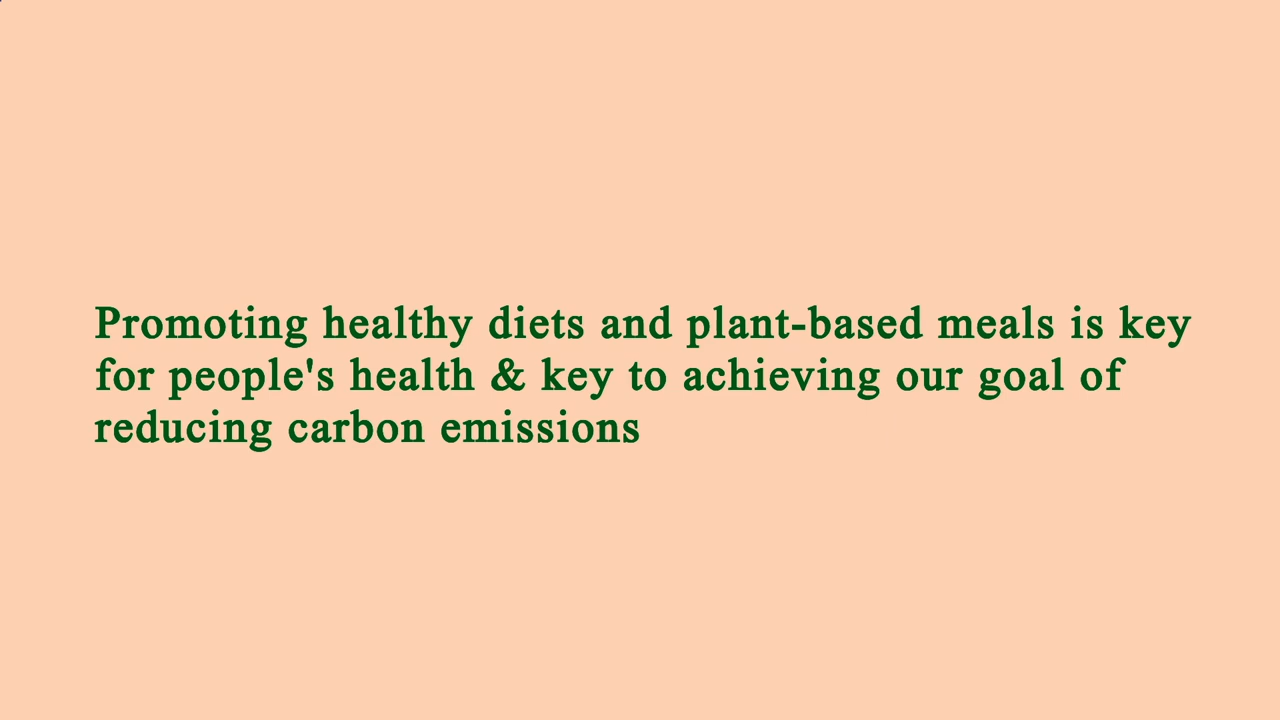 Promoting healthy diets and plant-based meals is key
for people's health & key to achieving our goal of
reducing carbon emissions